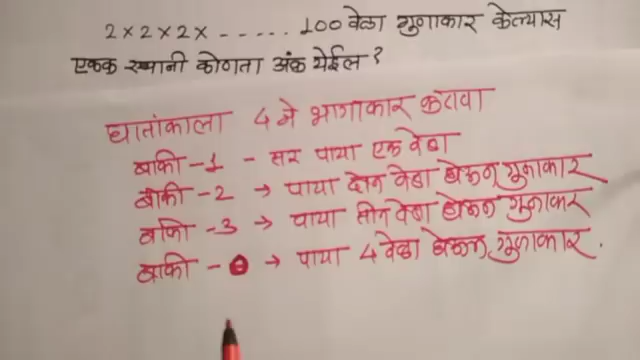 2×2×2×------100 वेळा गुणाकार केल्यास
एकक स्थानी कोणता अंक येईल?
घातांकाला 4 ने भागाकार करावा
बाकी -1 - सर पाया एक वेळा
बाकी -2 → पाया दोन वेळा घेऊन गुणाकार
बाकी -3 → पाया तीन वेळा घेऊन गुणाकार
बाकी -0 → पाया 4 वेळा घेऊन गुणाकार.